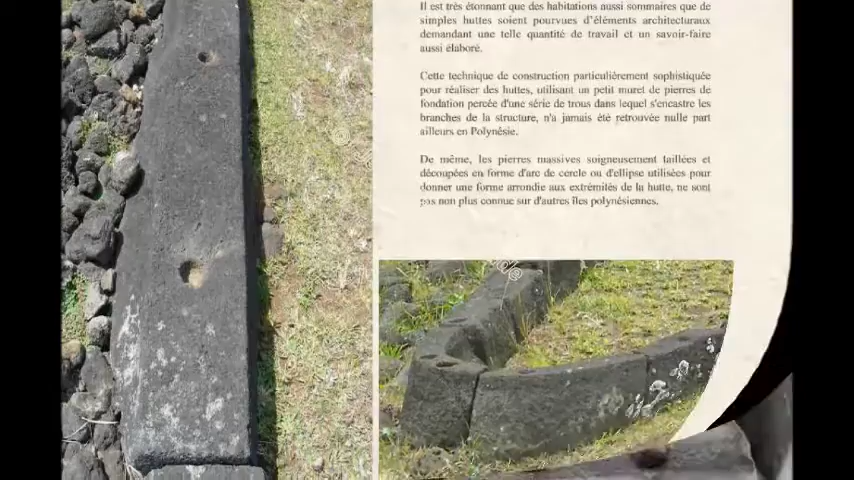 Il est très étonnant que des habitations aussi sommaires que de
simples huttes soient pourvues d'éléments architecturaux
demandant une telle quantité de travail et un savoir-faire
aussi élaboré.
Cette technique de construction particulièrement sophistiquée
pour réaliser des huttes, utilisant un petit muret de pierres de
fondation percée d'une série de trous dans lequel s'encastre les
branches de la structure, n'a jamais été retrouvée nulle part
ailleurs en Polynésie.
De même, les pierres massives soigneusement taillées et
découpées en forme d'arc de cercle ou d'ellipse utilisées pour
donner une forme arrondie aux extrémités de la hutte, ne sont
pas non plus connue sur d'autres îles polynésiennes.